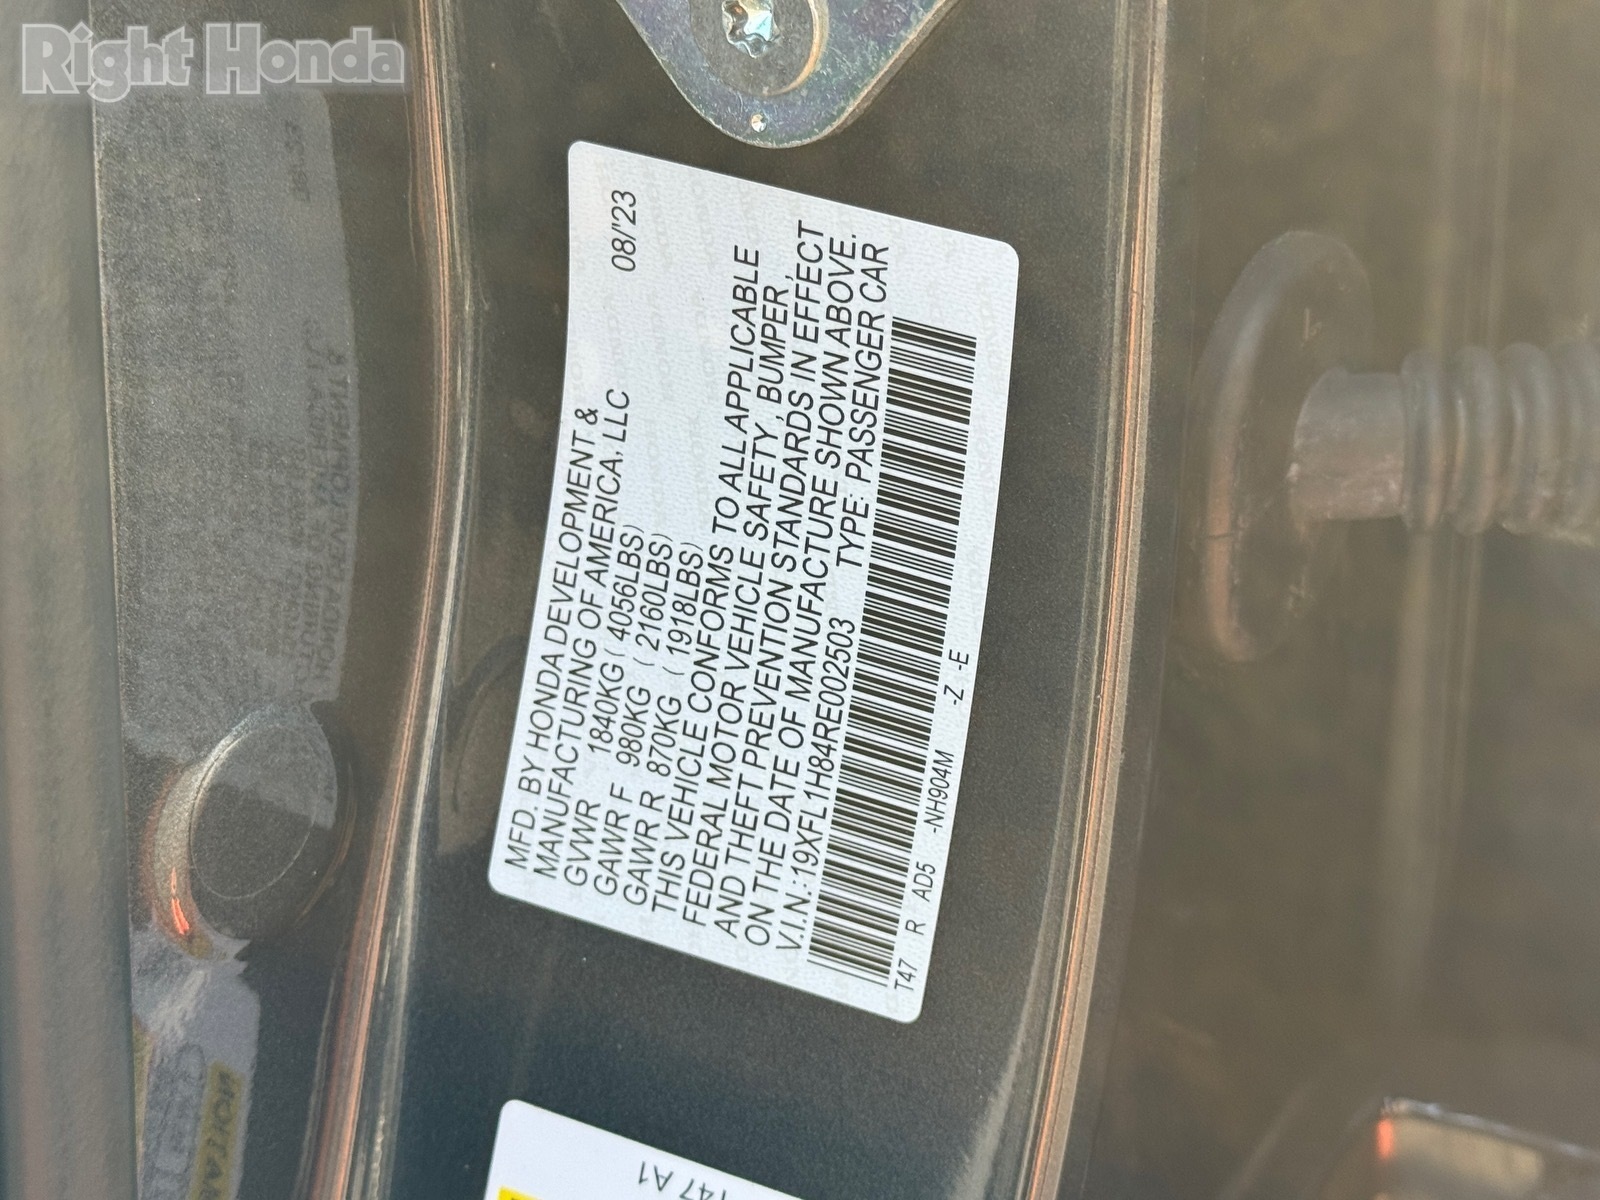 Right Honda
MFD. BY HONDA DEVELOPMENT &
MANUFACTURING OF AMERICA, LLC 08/'23
GVWR 1840KG ( 4056LBS)
GAWR F 980KG ( 2160LBS)
GAWR R 870KG ( 1918LBS)
THIS VEHICLE CONFORMS TO ALL APPLICABLE
FEDERAL MOTOR VEHICLE SAFETY , BUMPER ,
AND THEFT PREVENTION STANDARDS IN EFFECT
ON THE DATE OF MANUFACTURE SHOWN ABOVE.
V.I.N.: 19XFL1H84RE002503 TYPE: PASSENGER CAR
T47 R AD5 -NH904M -Z -E
T47 A1